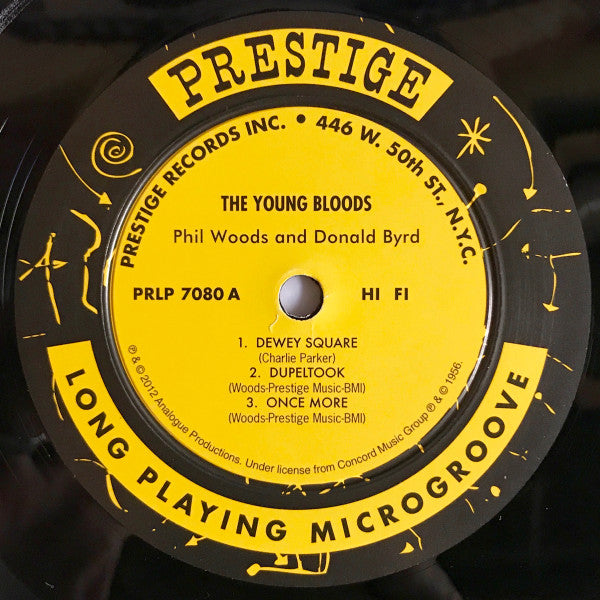 PRESTIGE
PRESTIGE RECORDS INC. • 446 W. 50th ST., N.Y.C.
THE YOUNG BLOODS
Phil Woods and Donald Byrd
PRLP 7080 A HI FI
1. DEWEY SQUARE
(Charlie Parker)
2. DUPELTOOK
(Woods-Prestige Music-BMI)
3. ONCE MORE
(Woods-Prestige Music-BMI)
℗ & © 2012 Analogue Productions. Under license from Concord Music Group ℗ & © 1956.
LONG PLAYING MICROGROOVE